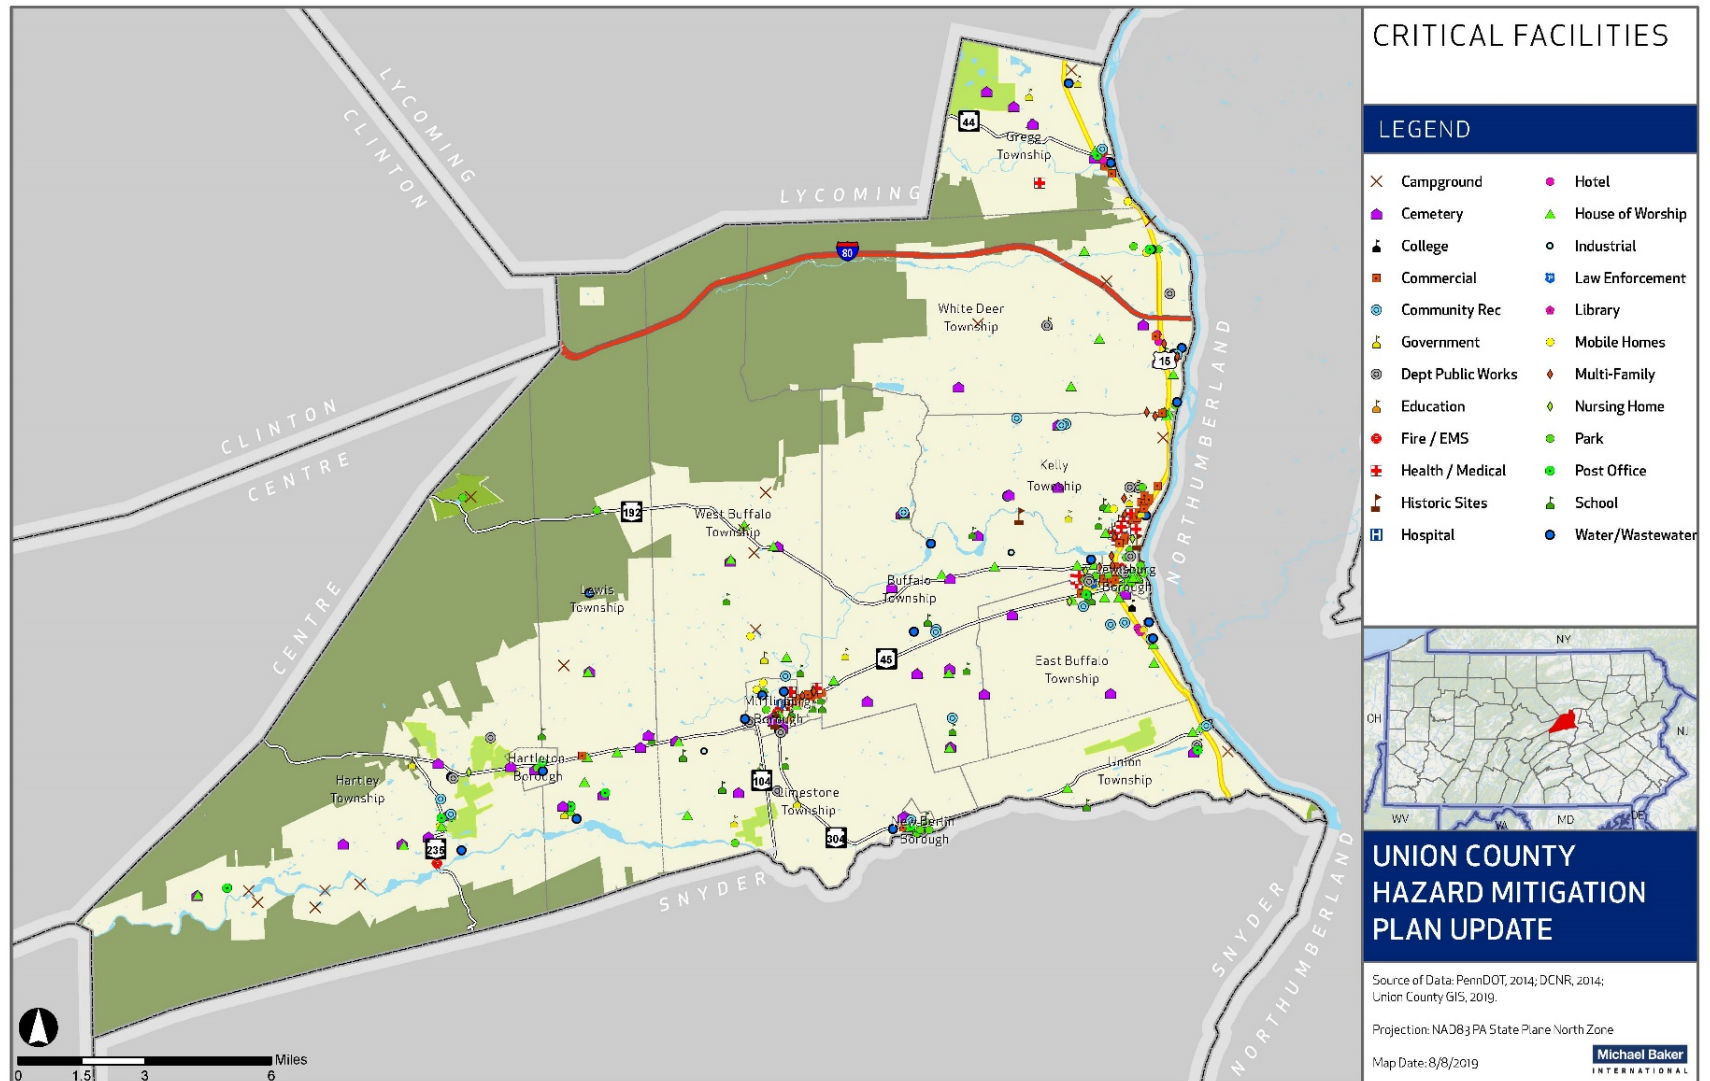 CRITICAL FACILITIES
LEGEND
Campground
Cemetery
College
Commercial
Community Rec
Government
Dept Public Works
Education
Fire / EMS
Health / Medical
Historic Sites
Hospital
Hotel
House of Worship
Industrial
Law Enforcement
Library
Mobile Homes
Multi-Family
Nursing Home
Park
Post Office
School
Water/Wastewater
LYCOMING
CLINTON
LYCOMING
CLINTON
CENTRE
CENTRE
NORTHUMBERLAND
NORTHUMBERLAND
SNYDER
SNYDER
NORTHUMBERLAND
44
Gregg
Township
80
White Deer
Township
15
Kelly
Township
192
West Buffalo
Township
Lewis
Township
Buffalo
Township
Lewisburg
Borough
45
East Buffalo
Township
Mifflinburg
Borough
Hartleton
Borough
Hartley
Township
104
Limestone
Township
Union
Township
304
New Berlin
Borough
235
Miles
0 1.5 3 6
NY
OH
NJ
WV
VA
MD
DE
UNION COUNTY
HAZARD MITIGATION
PLAN UPDATE
Source of Data: PennDOT, 2014; DCNR, 2014;
Union County GIS, 2019.
Projection: NAD83 PA State Plane North Zone
Map Date: 8/8/2019
Michael Baker
INTERNATIONAL